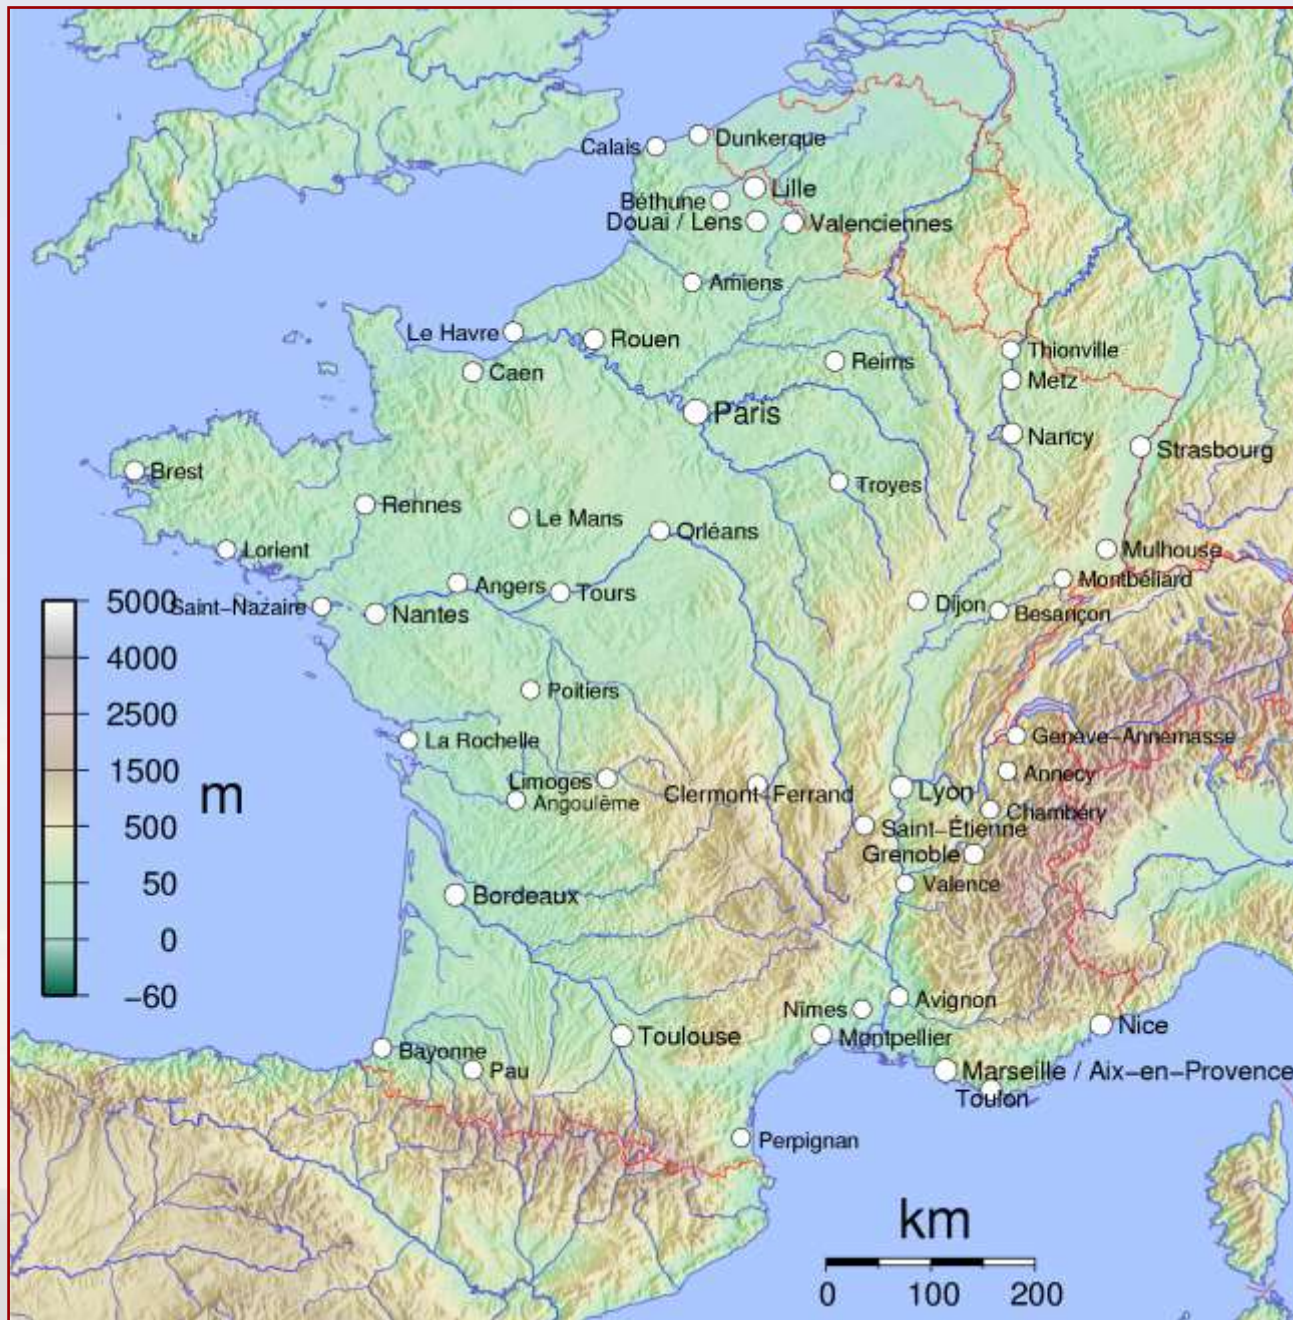 Dunkerque
Calais
Lille
Béthune
Douai / Lens
Valenciennes
Amiens
Le Havre
Rouen
Thionville
Reims
Caen
Metz
Paris
Nancy
Strasbourg
Brest
Troyes
Rennes
Le Mans
Orléans
Lorient
Mulhouse
Montbéliard
Angers
Tours
Dijon
Besançon
5000
Saint-Nazaire
Nantes
4000
Poitiers
2500
La Rochelle
Genève-Annemasse
1500
Limoges
Annecy
m
Clermont-Ferrand
Lyon
Angoulême
Chambéry
500
Saint-Étienne
Grenoble
50
Valence
Bordeaux
0
−60
Avignon
Nîmes
Nice
Toulouse
Montpellier
Bayonne
Pau
Marseille / Aix-en-Provence
Toulon
Perpignan
km
0 100 200